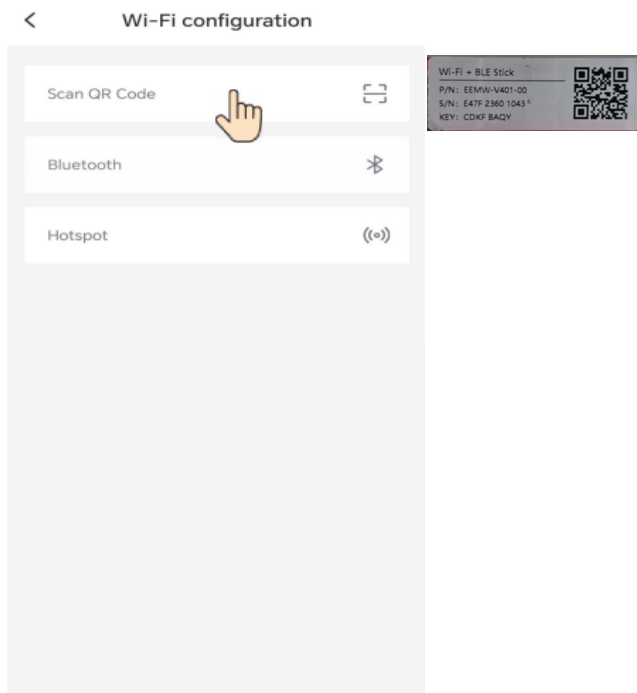 Wi-Fi configuration
Scan QR Code
Bluetooth
Hotspot
Wi-Fi + BLE Stick
P/N: EEMW-V401-00
S/N: E47F 2360 1043
KEY: CDKF BAQY